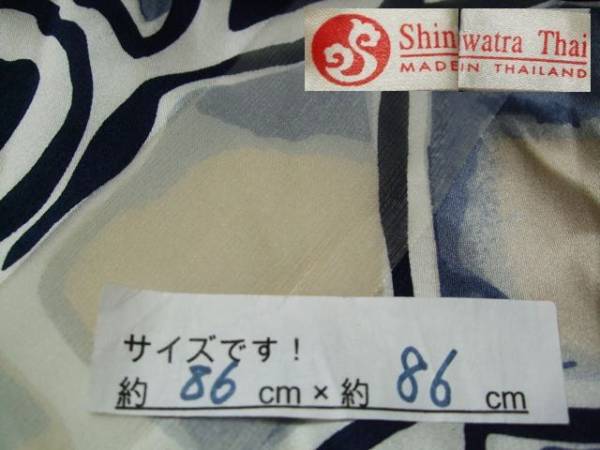 Shinwatra Thai
MADE IN THAILAND
サイズです!
約 86 cm×約 86 cm